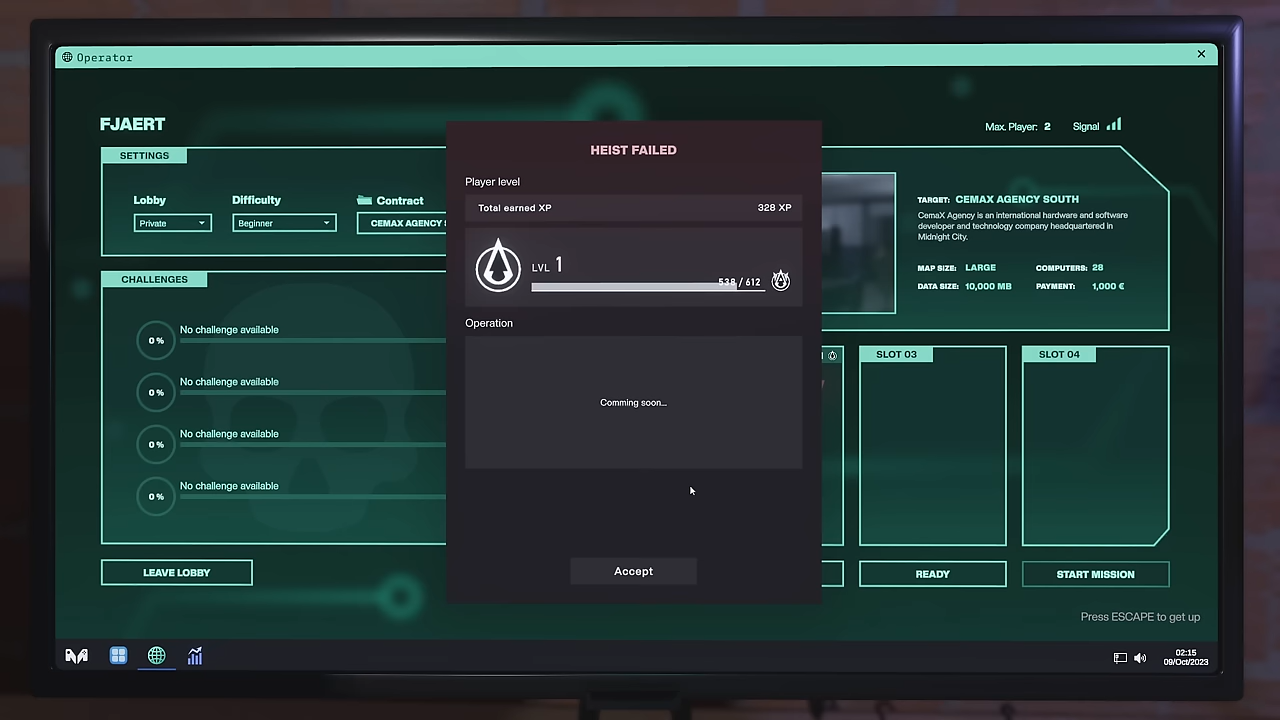 Operator
FJAERT
Max. Player: 2
Signal
SETTINGS
Lobby
Difficulty
Contract
Private
Beginner
CEMAX AGENCY
CHALLENGES
0 %
No challenge available
0 %
No challenge available
0 %
No challenge available
0 %
No challenge available
LEAVE LOBBY
HEIST FAILED
Player level
Total earned XP
328 XP
LVL 1
538 / 612
Operation
Comming soon...
Accept
TARGET: CEMAX AGENCY SOUTH
CemaX Agency is an international hardware and software
developer and technology company headquartered in
Midnight City.
MAP SIZE: LARGE
COMPUTERS: 28
DATA SIZE: 10,000 MB
PAYMENT: 1,000 €
SLOT 03
SLOT 04
READY
START MISSION
Press ESCAPE to get up
02:15
09/Oct/2023